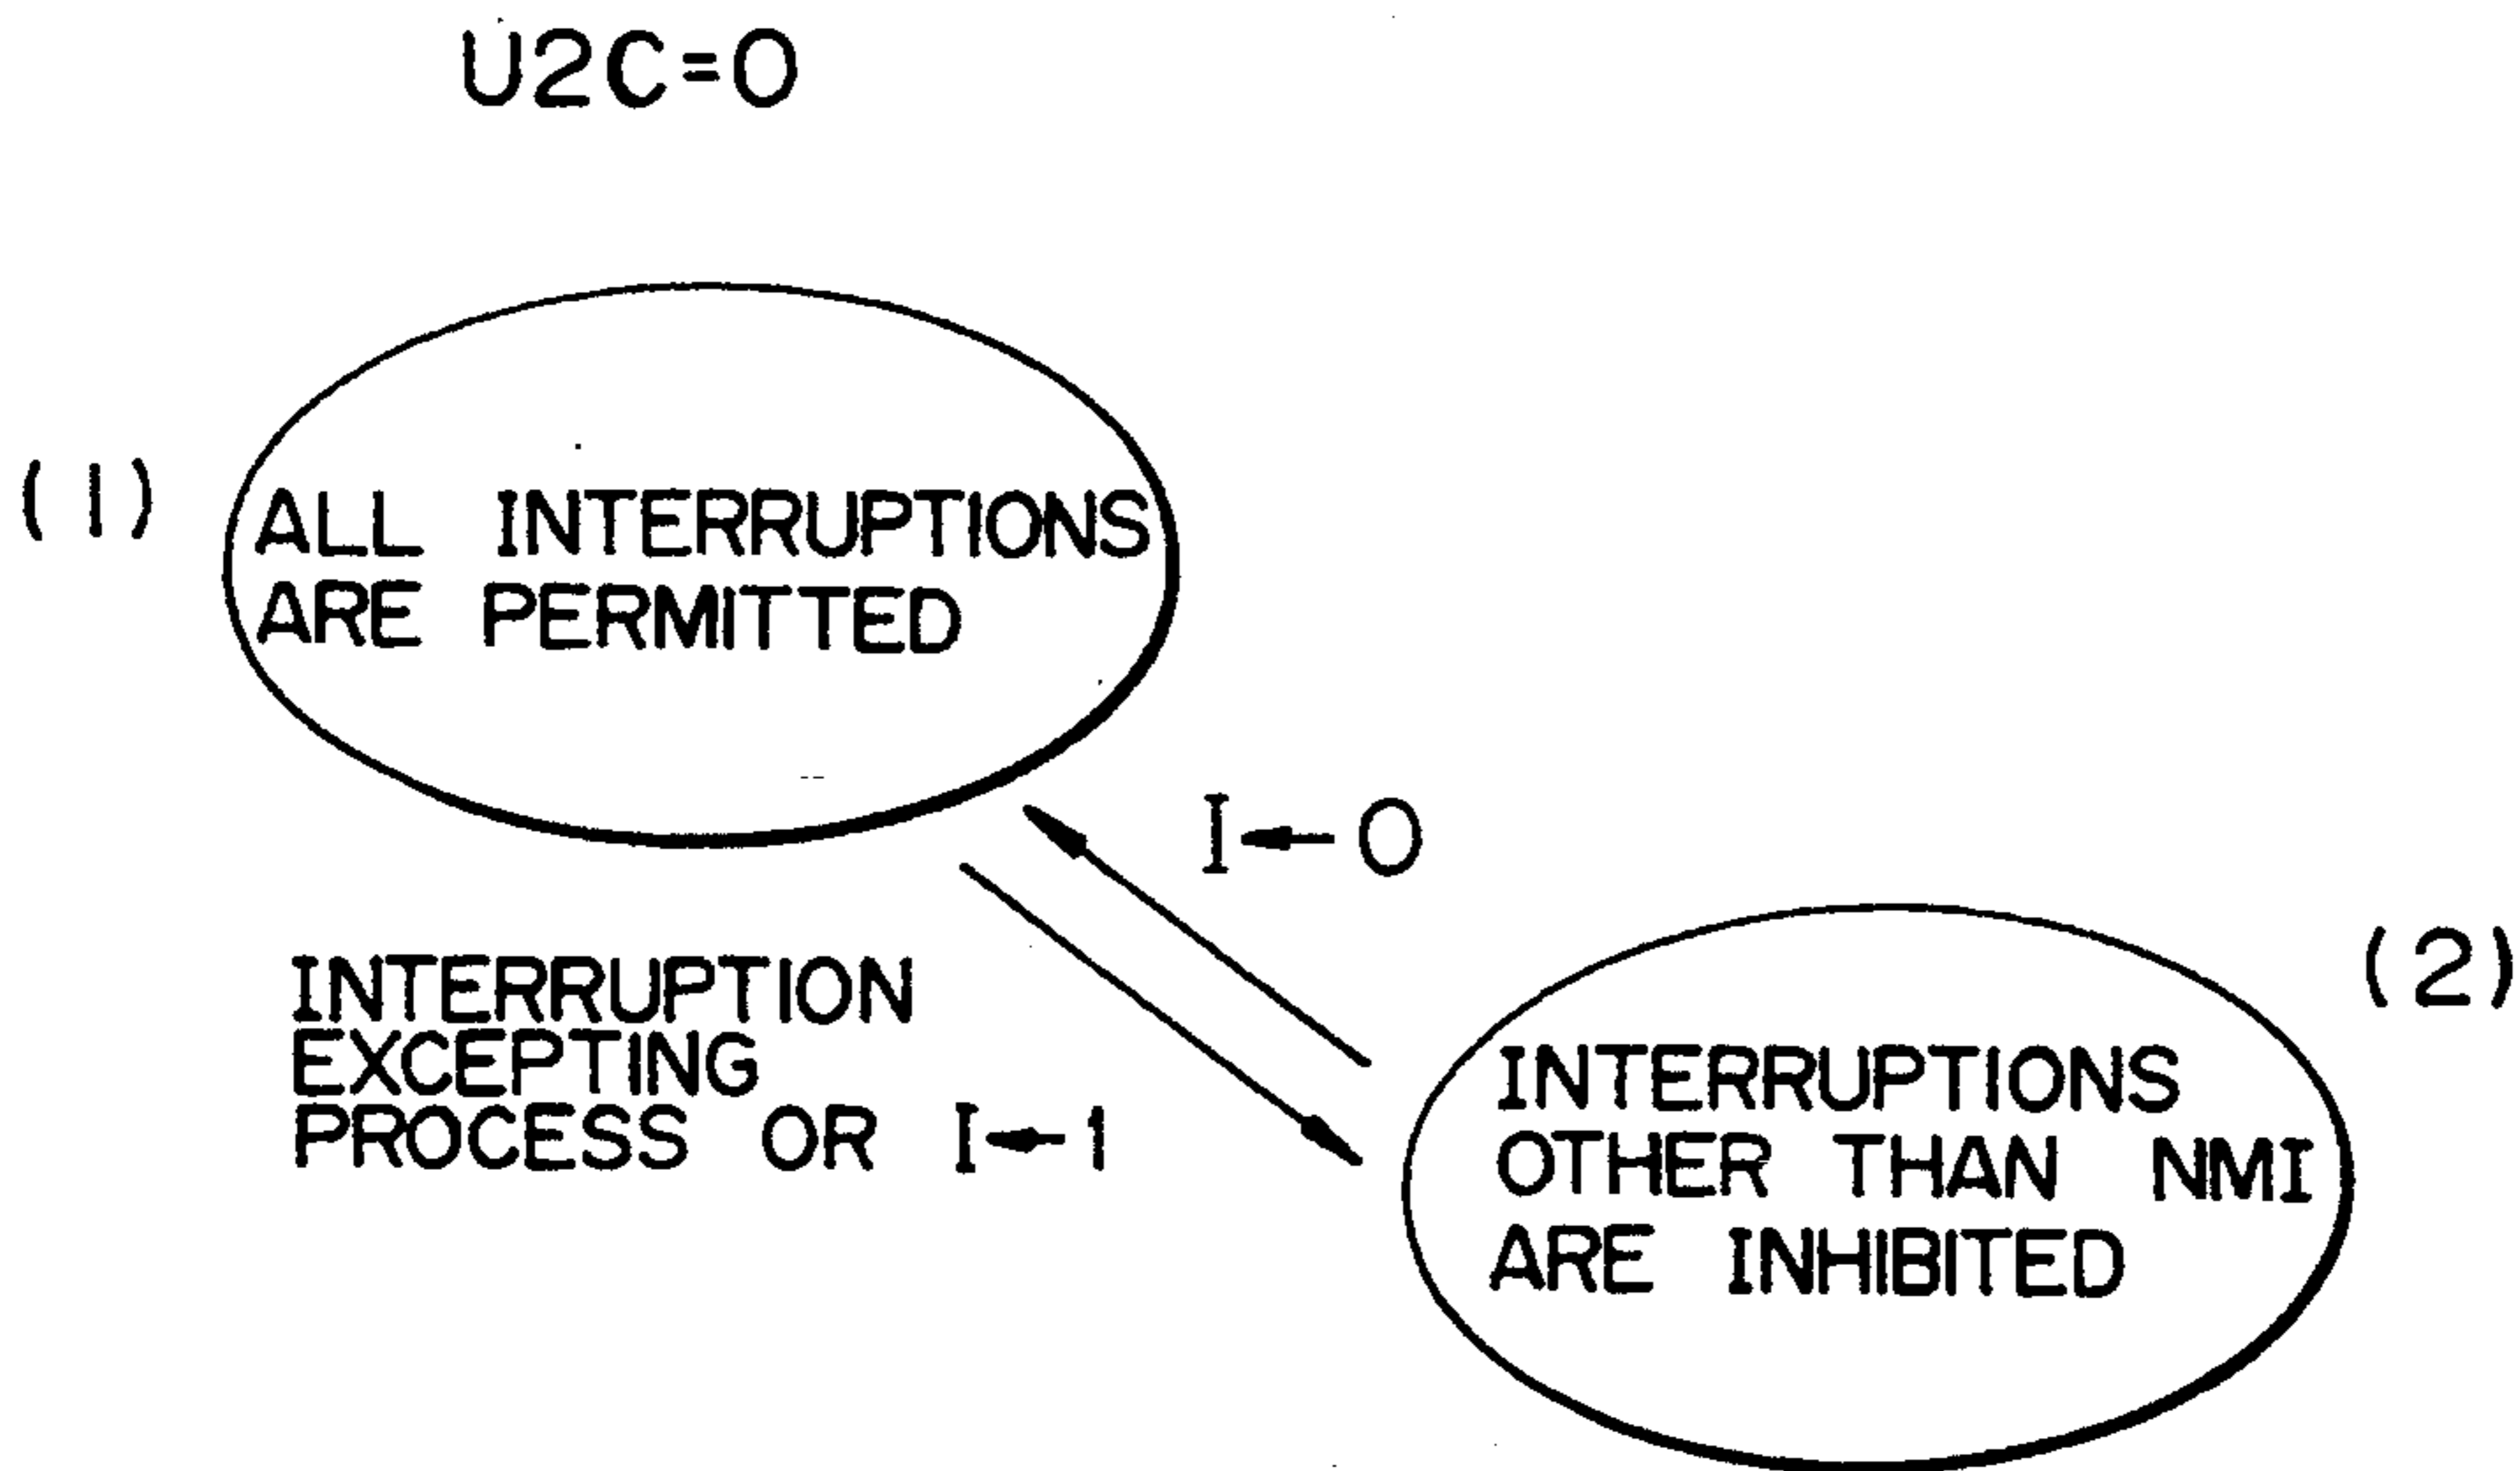 U2C=0
(1)
ALL INTERRUPTIONS
ARE PERMITTED
I←0
INTERRUPTION
EXCEPTING
PROCESS OR I←1
(2)
INTERRUPTIONS
OTHER THAN NMI
ARE INHIBITED